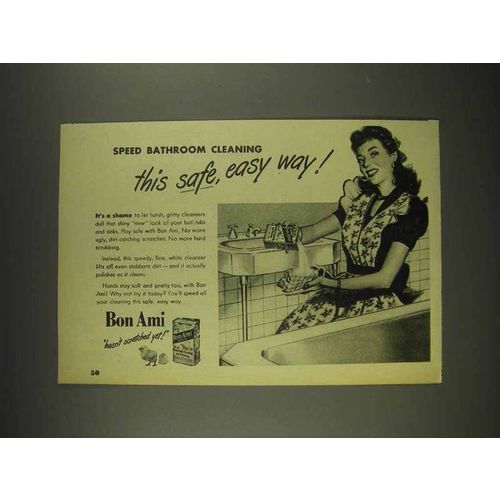 SPEED BATHROOM CLEANING
this safe, easy way!
It's a shame to let harsh, gritty cleansers
dull that shiny "new" look of your bath tubs
and sinks. Play safe with Bon Ami. No more
ugly, dirt-catching scratches. No more hard
scrubbing.
Instead, this speedy, fine, white cleanser
lifts off even stubborn dirt—and it actually
polishes as it cleans.
Hands stay soft and pretty too, with Bon
Ami! Why not try it today? You'll speed all
your cleaning this safe, easy way.
Bon Ami
"hasn't scratched yet!"
Bon Ami
50